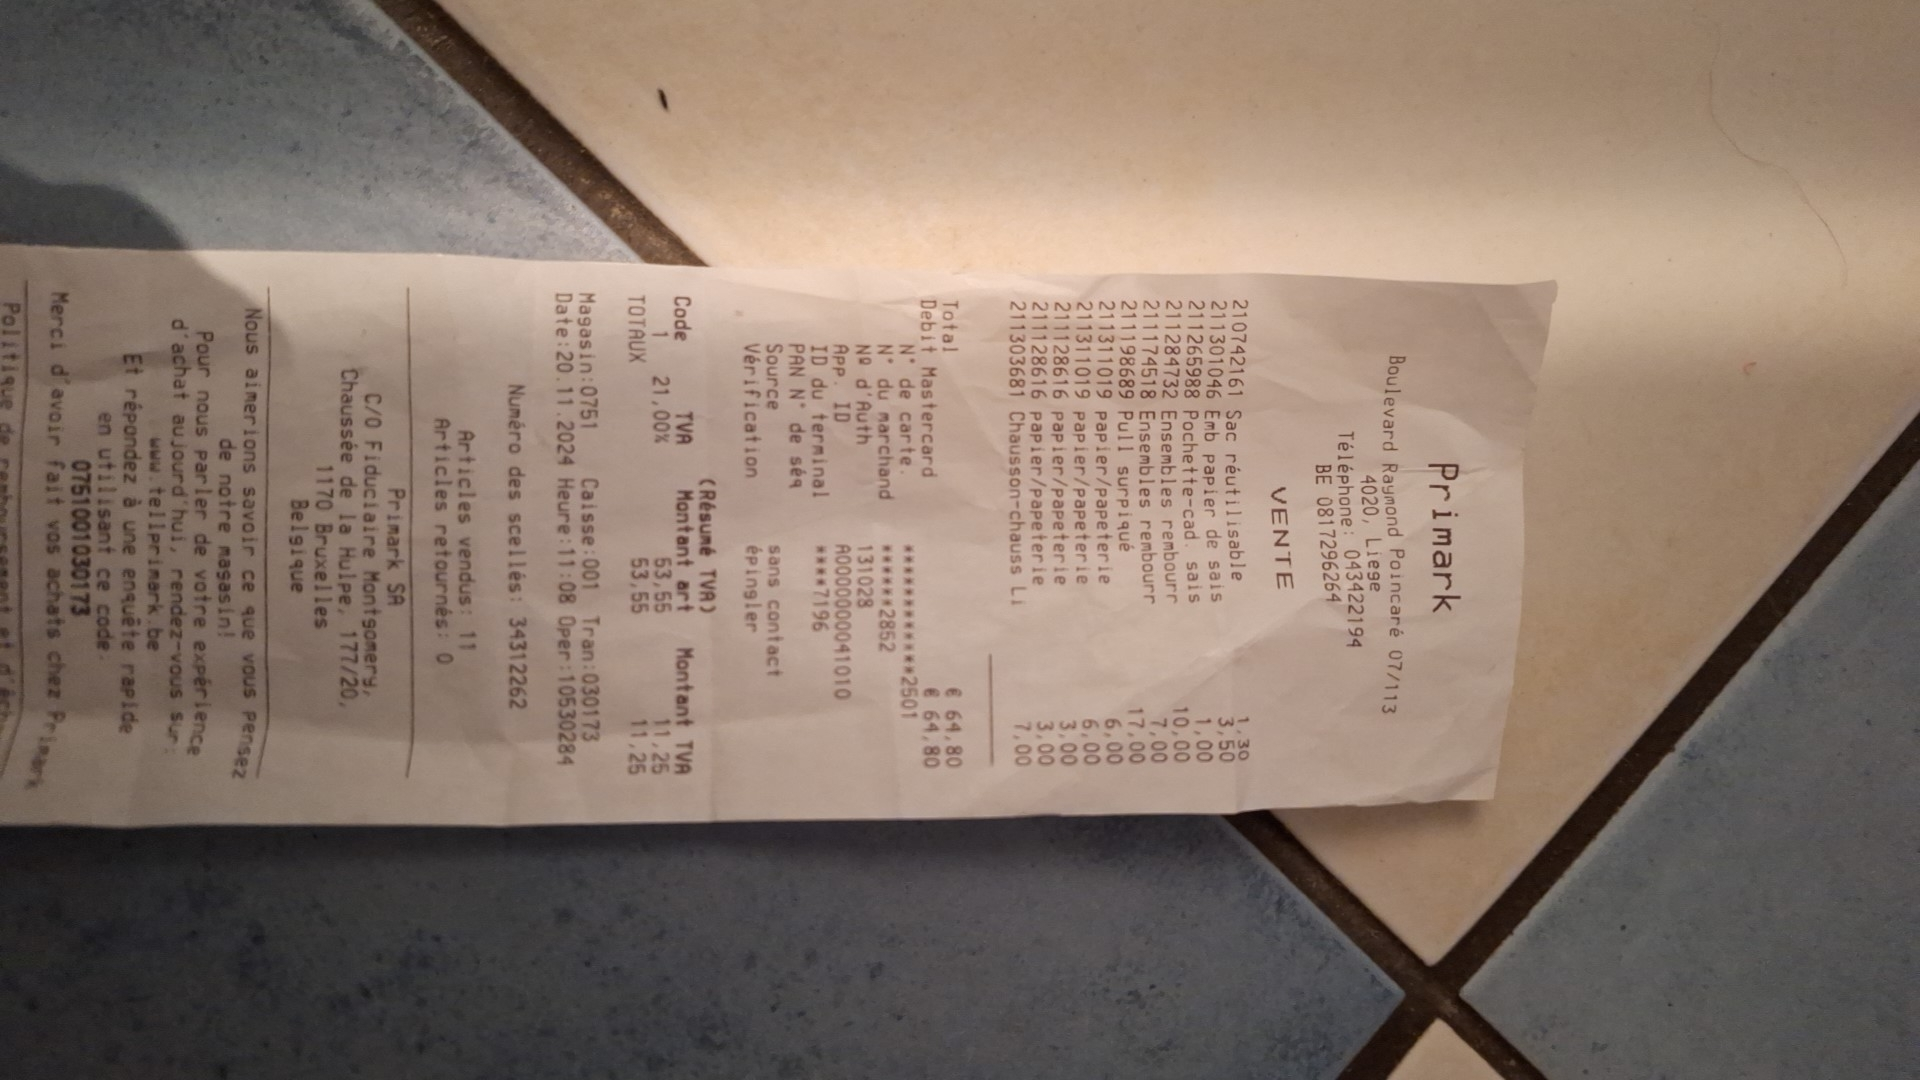 Primark
Boulevard Raymond Poincaré 07/113
4020, Liege
Téléphone: 043422194
BE 0817296264
VENTE
210742161 Sac réutilisable 1,30
211301046 Emb papier de sais 3,50
211265988 Pochette-cad. sais 1,00
211284732 Ensembles rembourr 10,00
211174518 Ensembles rembourr 7,00
211198689 Pull surpiqué 17,00
211311019 papier/papeterie 6,00
211311019 papier/papeterie 6,00
211128616 papier/papeterie 3,00
211128616 papier/papeterie 3,00
211303681 Chausson-chauss Li 7,00
Total € 64,80
Debit Mastercard € 64,80
N° de carte. ************2501
N° du marchand *****2852
Nº d'Auth 131028
App. ID A0000000041010
ID du terminal ****7196
PAN N° de séq
Source sans contact
Vérification épingler
(Résumé TVA)
Code TVA Montant art Montant TVA
1 21,00% 53,55 11,25
TOTAUX 53,55 11,25
Magasin:0751 Caisse:001 Tran:030173
Date:20.11.2024 Heure:11:08 Oper:10530284
Numéro des scellés: 34312262
Articles vendus: 11
Articles retournés: 0
Primark SA
C/O Fiduciaire Montgomery,
Chaussée de la Hulpe, 177/20,
1170 Bruxelles
Belgique
Nous aimerions savoir ce que vous pensez
de notre magasin!
Pour nous parler de votre expérience
d'achat aujourd'hui, rendez-vous sur:
www.tellprimark.be
Et répondez à une enquête rapide
en utilisant ce code.
075100103​0173
Merci d'avoir fait vos achats chez Primark
Politique de remboursement et d'éch